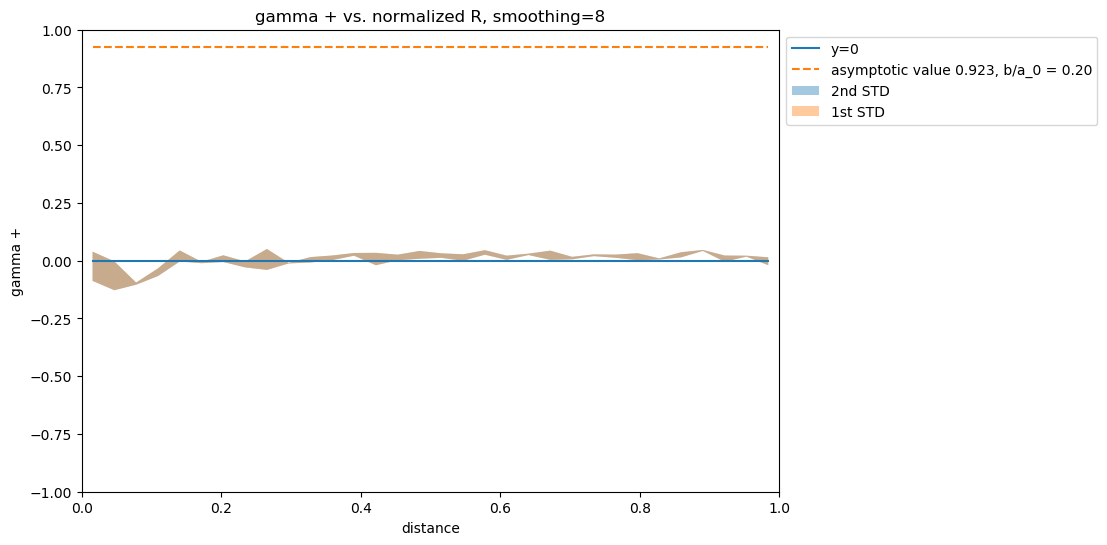 gamma + vs. normalized R, smoothing=8
1.00
0.75
0.50
0.25
0.00
−0.25
−0.50
−0.75
−1.00
gamma +
0.0
0.2
0.4
0.6
0.8
1.0
distance
y=0
asymptotic value 0.923, b/a_0 = 0.20
2nd STD
1st STD